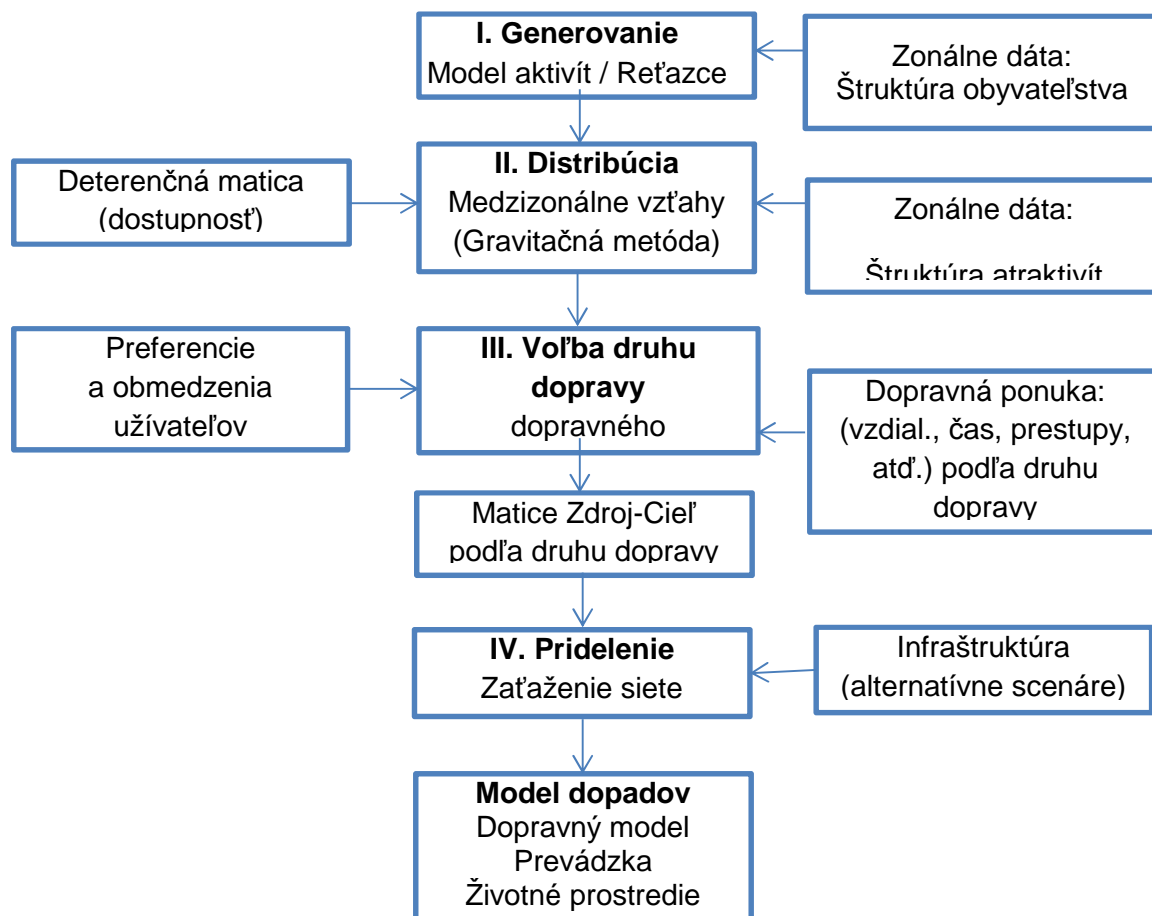 I. Generovanie
Model aktivít / Reťazce
Zonálne dáta:
Štruktúra obyvateľstva
Deterenčná matica
(dostupnosť)
II. Distribúcia
Medzizonálne vzťahy
(Gravitačná metóda)
Zonálne dáta:
Štruktúra atraktivít
Preferencie
a obmedzenia
užívateľov
III. Voľba druhu
dopravy
dopravného
Dopravná ponuka:
(vzdial., čas, prestupy,
atď.) podľa druhu
dopravy
Matice Zdroj-Cieľ
podľa druhu dopravy
IV. Pridelenie
Zaťaženie siete
Infraštruktúra
(alternatívne scenáre)
Model dopadov
Dopravný model
Prevádzka
Životné prostredie